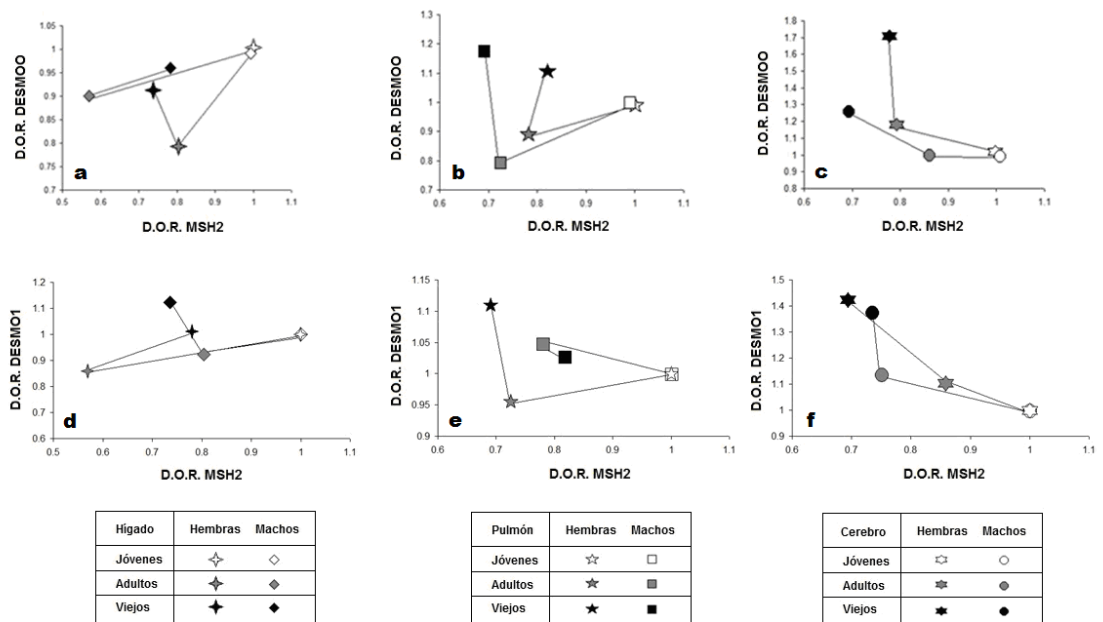 1.05
1
0.95
0.9
0.85
0.8
0.75
0.7
D.O.R. DESMOO
a
0.5 0.6 0.7 0.8 0.9 1 1.1
D.O.R. MSH2
1.3
1.2
1.1
1
0.9
0.8
0.7
D.O.R. DESMOO
b
0.6 0.7 0.8 0.9 1 1.1
D.O.R. MSH2
1.8
1.7
1.6
1.5
1.4
1.3
1.2
1.1
1
0.9
0.8
D.O.R. DESMOO
c
0.6 0.7 0.8 0.9 1 1.1
D.O.R. MSH2
1.2
1.1
1
0.9
0.8
0.7
0.6
D.O.R. DESMO1
d
0.5 0.6 0.7 0.8 0.9 1 1.1
D.O.R. MSH2
1.15
1.1
1.05
1
0.95
0.9
D.O.R. DESMO1
e
0.6 0.7 0.8 0.9 1 1.1
D.O.R. MSH2
1.5
1.4
1.3
1.2
1.1
1
0.9
D.O.R. DESMO1
f
0.6 0.7 0.8 0.9 1 1.1
D.O.R. MSH2
Hígado Hembras Machos
Jóvenes
Adultos
Viejos
Pulmón Hembras Machos
Jóvenes
Adultos
Viejos
Cerebro Hembras Machos
Jóvenes
Adultos
Viejos